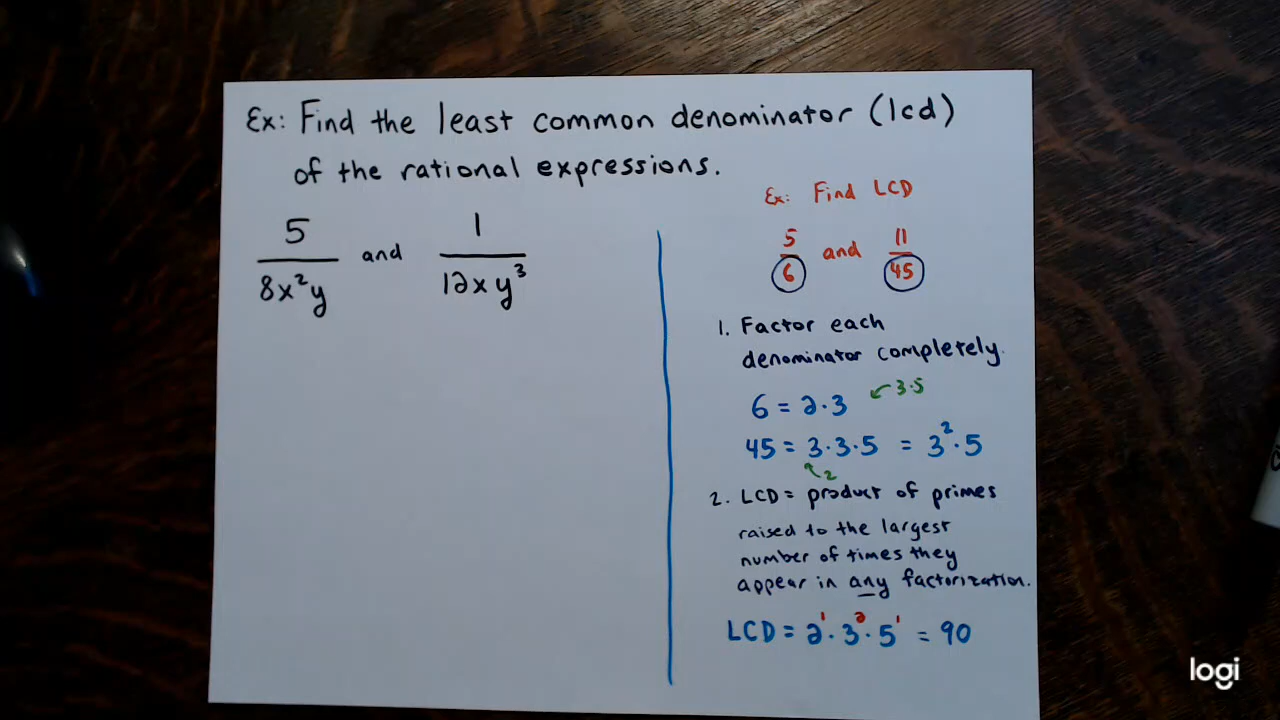 Ex: Find the least common denominator (lcd)
of the rational expressions.
5/8x²y and 1/12xy³
Ex: Find LCD
5/6 and 11/45
1. Factor each
denominator completely.
6 = 2·3 ↙ 3·5
45 = 3·3·5 = 3²·5
↖ 2
2. LCD = product of primes
raised to the largest
number of times they
appear in any factorization.
LCD = 2¹·3²·5¹ = 90
logi